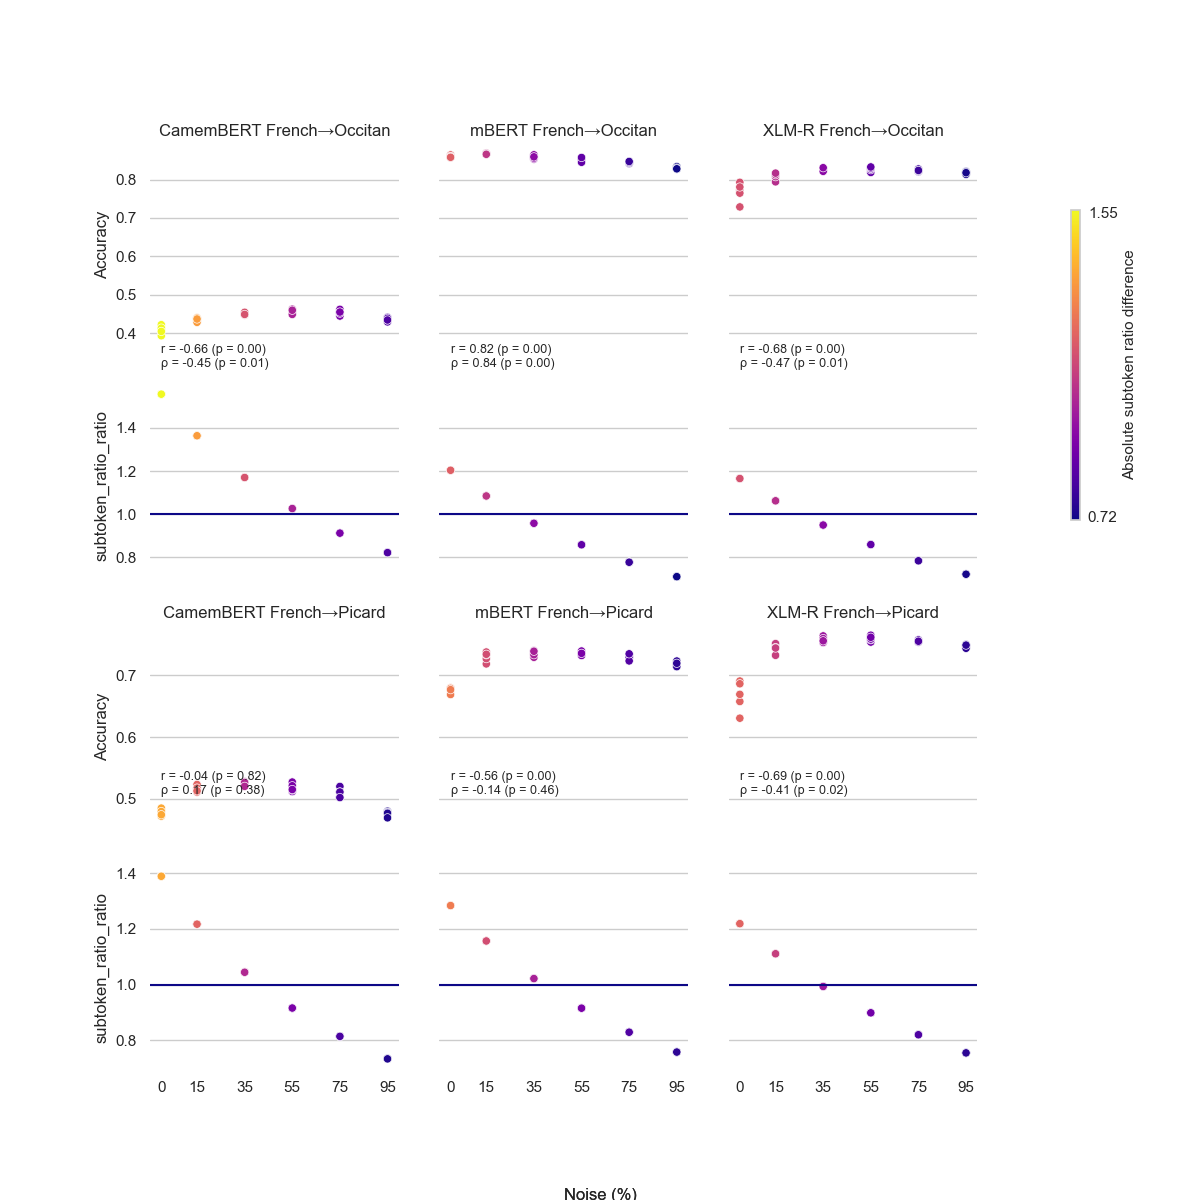 CamemBERT French→Occitan
mBERT French→Occitan
XLM-R French→Occitan
Accuracy
0.8
0.7
0.6
0.5
0.4
r = -0.66 (p = 0.00)
ρ = -0.45 (p = 0.01)
r = 0.82 (p = 0.00)
ρ = 0.84 (p = 0.00)
r = -0.68 (p = 0.00)
ρ = -0.47 (p = 0.01)
subtoken_ratio_ratio
1.4
1.2
1.0
0.8
1.55
Absolute subtoken ratio difference
0.72
CamemBERT French→Picard
mBERT French→Picard
XLM-R French→Picard
Accuracy
0.7
0.6
0.5
r = -0.04 (p = 0.82)
ρ = 0.17 (p = 0.38)
r = -0.56 (p = 0.00)
ρ = -0.14 (p = 0.46)
r = -0.69 (p = 0.00)
ρ = -0.41 (p = 0.02)
subtoken_ratio_ratio
1.4
1.2
1.0
0.8
0 15 35 55 75 95
0 15 35 55 75 95
0 15 35 55 75 95
Noise (%)